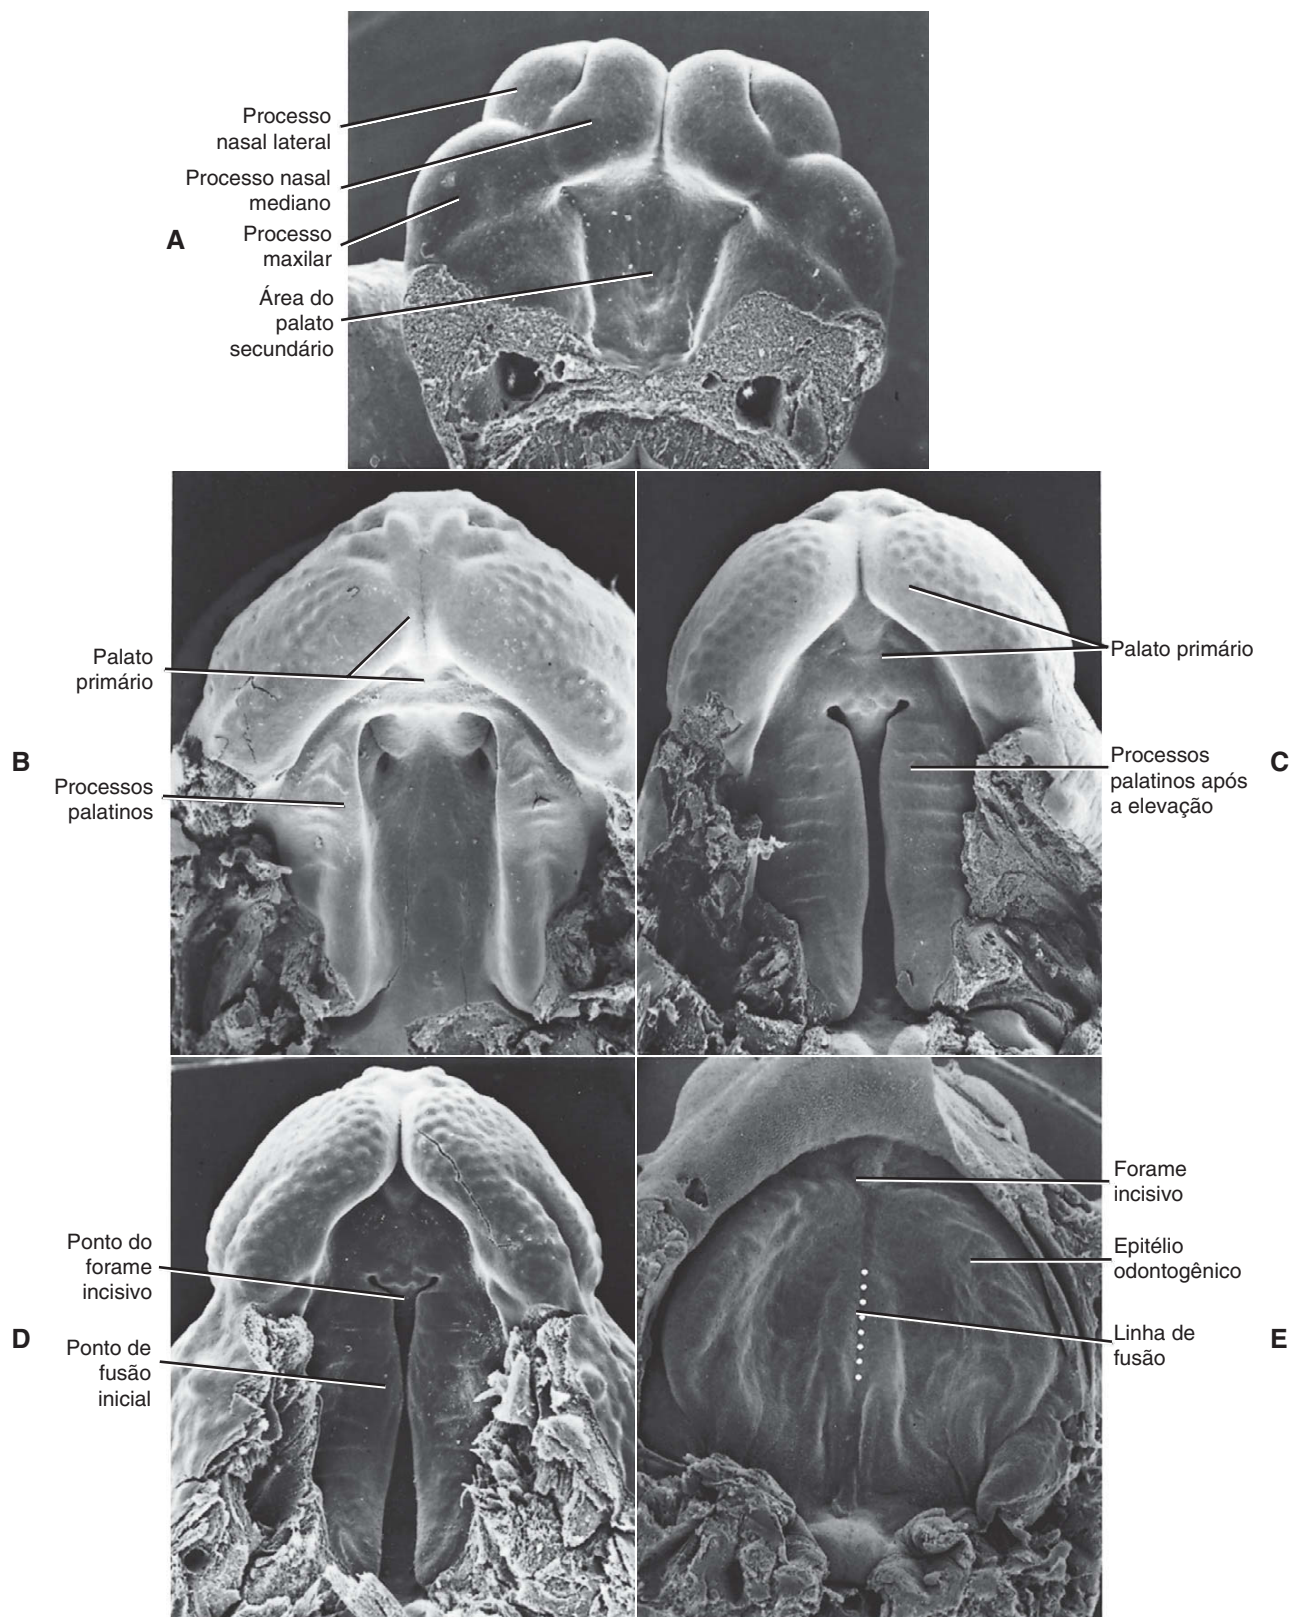 Processo
nasal lateral
Processo nasal
mediano
A
Processo
maxilar
Área do
palato
secundário
Palato
primário
B
Processos
palatinos
Palato primário
Processos
palatinos após
a elevação
C
Ponto do
forame
incisivo
D
Ponto de
fusão
inicial
Forame
incisivo
Epitélio
odontogênico
Linha de
fusão
E